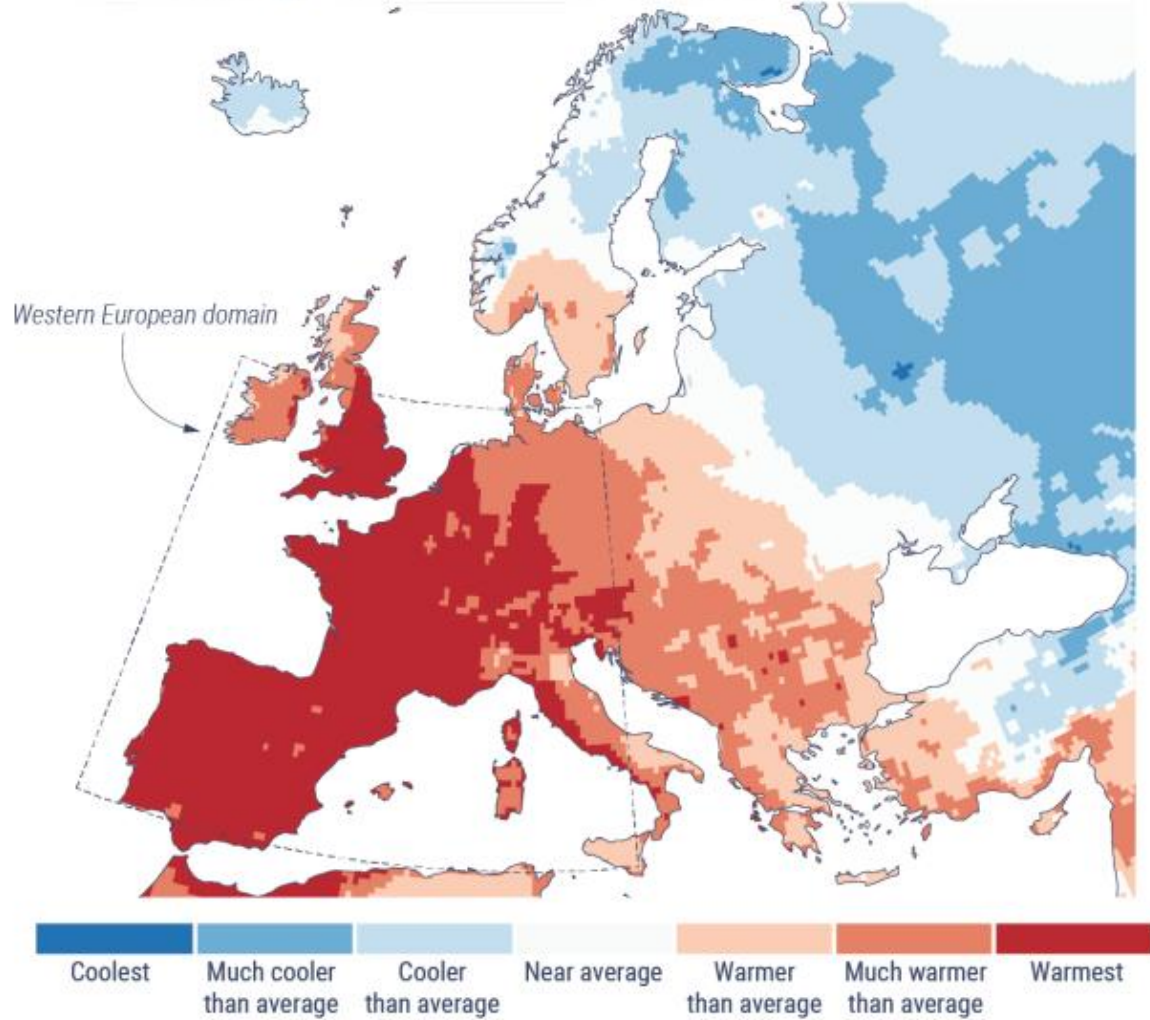 Western European domain
Coolest
Much cooler
than average
Cooler
than average
Near average
Warmer
than average
Much warmer
than average
Warmest